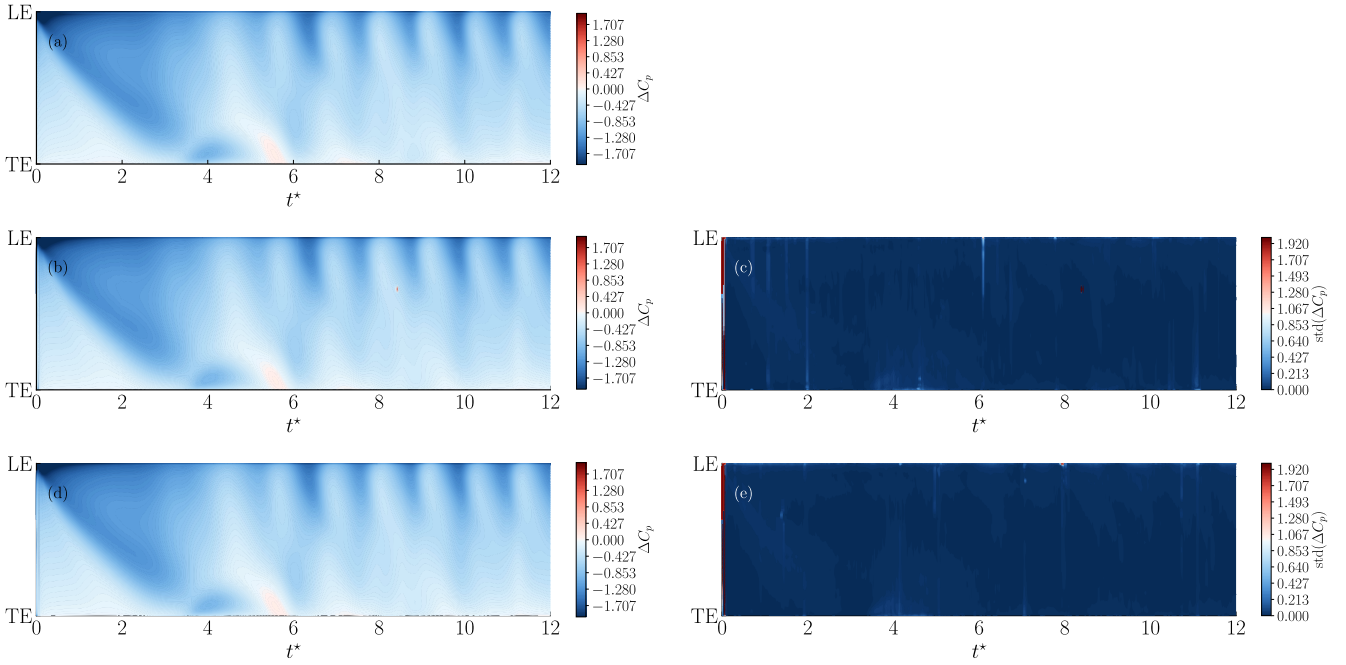 LE
(a)
TE
0 2 4 6 8 10 12
t⋆
1.707
1.280
0.853
0.427
0.000
−0.427
−0.853
−1.280
−1.707
ΔCp
LE
(b)
TE
0 2 4 6 8 10 12
t⋆
1.707
1.280
0.853
0.427
0.000
−0.427
−0.853
−1.280
−1.707
ΔCp
LE
(c)
TE
0 2 4 6 8 10 12
t⋆
1.920
1.707
1.493
1.280
1.067
0.853
0.640
0.427
0.213
0.000
std(ΔCp)
LE
(d)
TE
0 2 4 6 8 10 12
t⋆
1.707
1.280
0.853
0.427
0.000
−0.427
−0.853
−1.280
−1.707
ΔCp
LE
(e)
TE
0 2 4 6 8 10 12
t⋆
1.920
1.707
1.493
1.280
1.067
0.853
0.640
0.427
0.213
0.000
std(ΔCp)